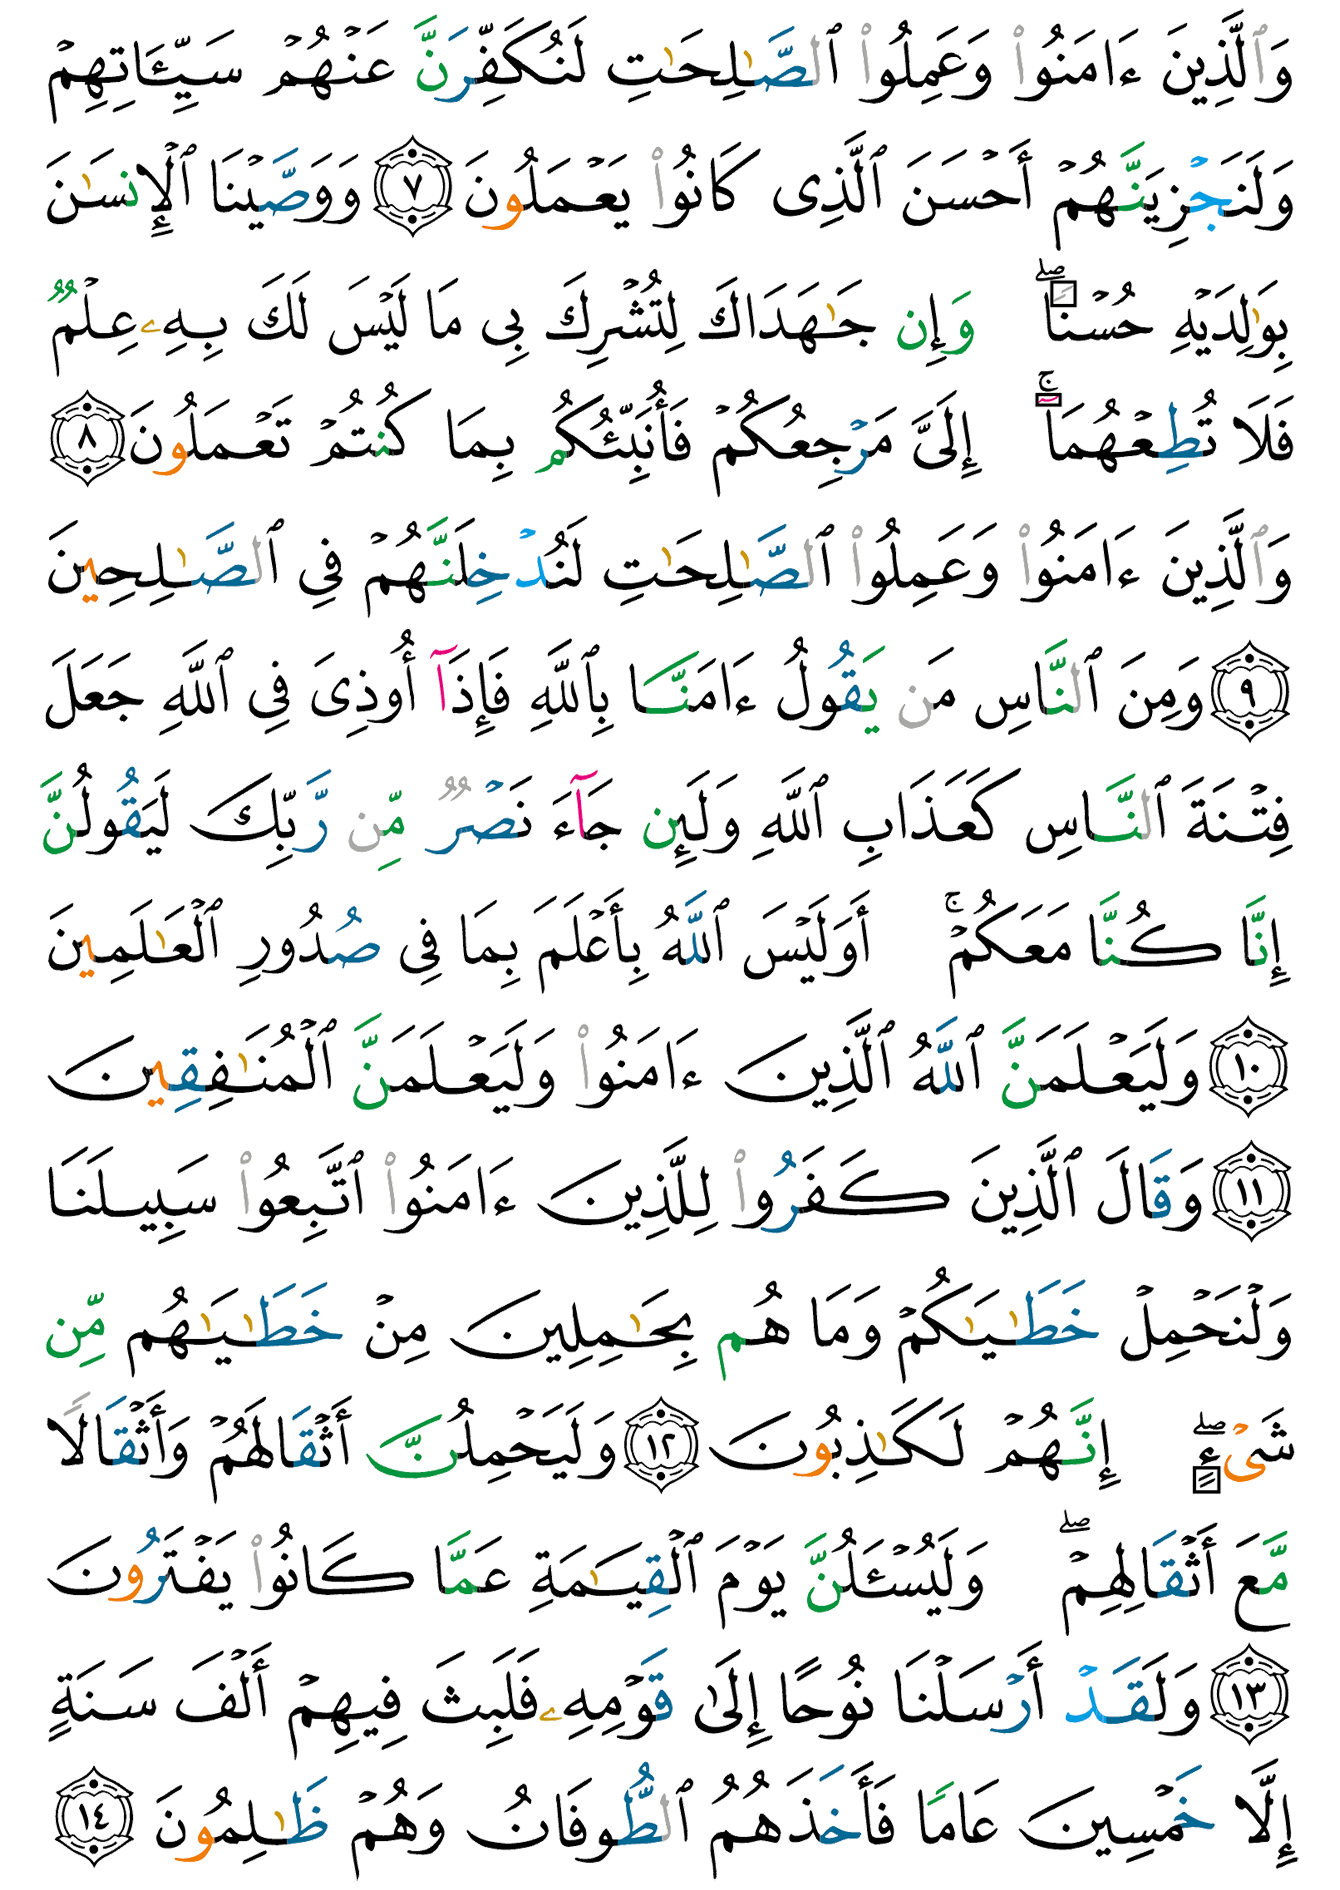 وَٱلَّذِينَ ءَامَنُوا۟ وَعَمِلُوا۟ ٱلصَّـٰلِحَـٰتِ لَنُكَفِّرَنَّ عَنْهُمْ سَيِّـَٔاتِهِمْ
وَلَنَجْزِيَنَّهُمْ أَحْسَنَ ٱلَّذِى كَانُوا۟ يَعْمَلُونَ ٧ وَوَصَّيْنَا ٱلْإِنسَـٰنَ
بِوَٰلِدَيْهِ حُسْنًا ۖ وَإِن جَـٰهَدَاكَ لِتُشْرِكَ بِى مَا لَيْسَ لَكَ بِهِۦ عِلْمٌ
فَلَا تُطِعْهُمَآ ۚ إِلَىَّ مَرْجِعُكُمْ فَأُنَبِّئُكُم بِمَا كُنتُمْ تَعْمَلُونَ ٨
وَٱلَّذِينَ ءَامَنُوا۟ وَعَمِلُوا۟ ٱلصَّـٰلِحَـٰتِ لَنُدْخِلَنَّهُمْ فِى ٱلصَّـٰلِحِينَ
٩ وَمِنَ ٱلنَّاسِ مَن يَقُولُ ءَامَنَّا بِٱللَّهِ فَإِذَآ أُوذِىَ فِى ٱللَّهِ جَعَلَ
فِتْنَةَ ٱلنَّاسِ كَعَذَابِ ٱللَّهِ وَلَئِن جَآءَ نَصْرٌ مِّن رَّبِّكَ لَيَقُولُنَّ
إِنَّا كُنَّا مَعَكُمْ ۚ أَوَلَيْسَ ٱللَّهُ بِأَعْلَمَ بِمَا فِى صُدُورِ ٱلْعَـٰلَمِينَ
١٠ وَلَيَعْلَمَنَّ ٱللَّهُ ٱلَّذِينَ ءَامَنُوا۟ وَلَيَعْلَمَنَّ ٱلْمُنَـٰفِقِينَ
١١ وَقَالَ ٱلَّذِينَ كَفَرُوا۟ لِلَّذِينَ ءَامَنُوا۟ ٱتَّبِعُوا۟ سَبِيلَنَا
وَلْنَحْمِلْ خَطَـٰيَـٰكُمْ وَمَا هُم بِحَـٰمِلِينَ مِنْ خَطَـٰيَـٰهُم مِّن
شَىْءٍ ۖ إِنَّهُمْ لَكَـٰذِبُونَ ١٢ وَلَيَحْمِلُنَّ أَثْقَالَهُمْ وَأَثْقَالًا
مَّعَ أَثْقَالِهِمْ ۖ وَلَيُسْـَٔلُنَّ يَوْمَ ٱلْقِيَـٰمَةِ عَمَّا كَانُوا۟ يَفْتَرُونَ
١٣ وَلَقَدْ أَرْسَلْنَا نُوحًا إِلَىٰ قَوْمِهِۦ فَلَبِثَ فِيهِمْ أَلْفَ سَنَةٍ
إِلَّا خَمْسِينَ عَامًا فَأَخَذَهُمُ ٱلطُّوفَانُ وَهُمْ ظَـٰلِمُونَ ١٤